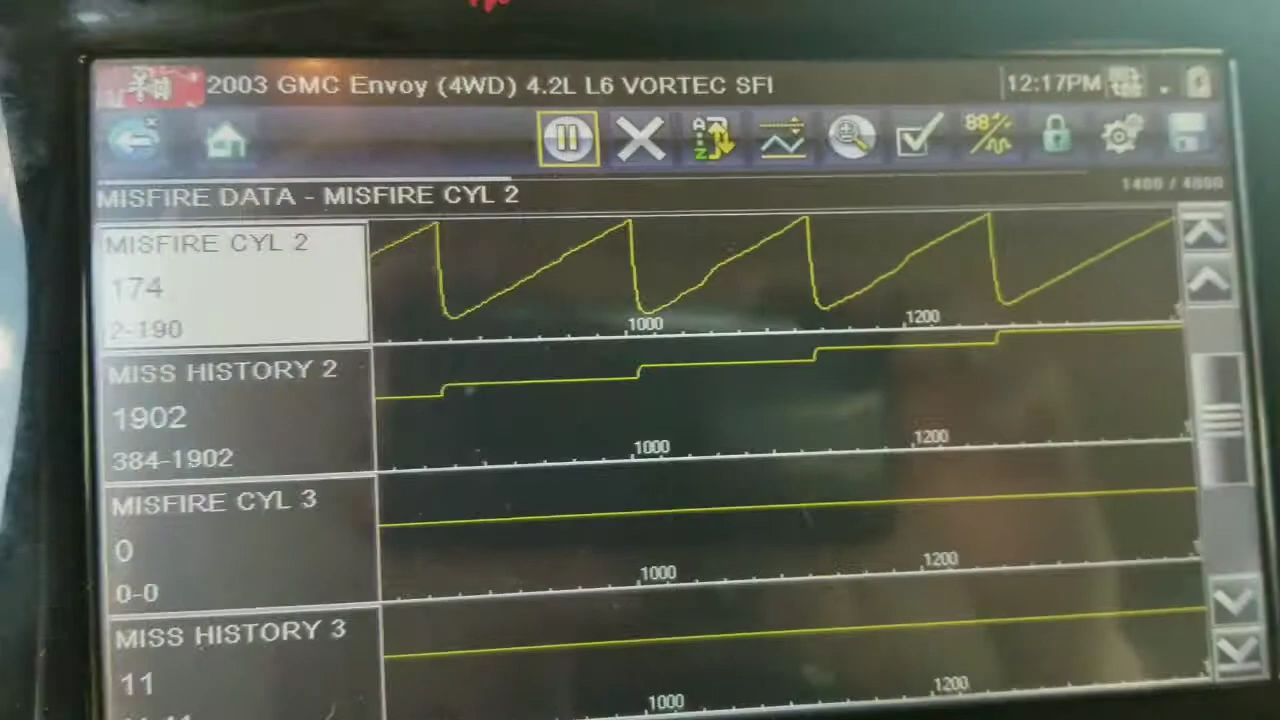 2003 GMC Envoy (4WD) 4.2L L6 VORTEC SFI
12:17PM
MISFIRE DATA - MISFIRE CYL 2
1400 / 4000
MISFIRE CYL 2
174
2-190
1000
1200
MISS HISTORY 2
1902
384-1902
1000
1200
MISFIRE CYL 3
0
0-0
1000
1200
MISS HISTORY 3
11
1000
1200